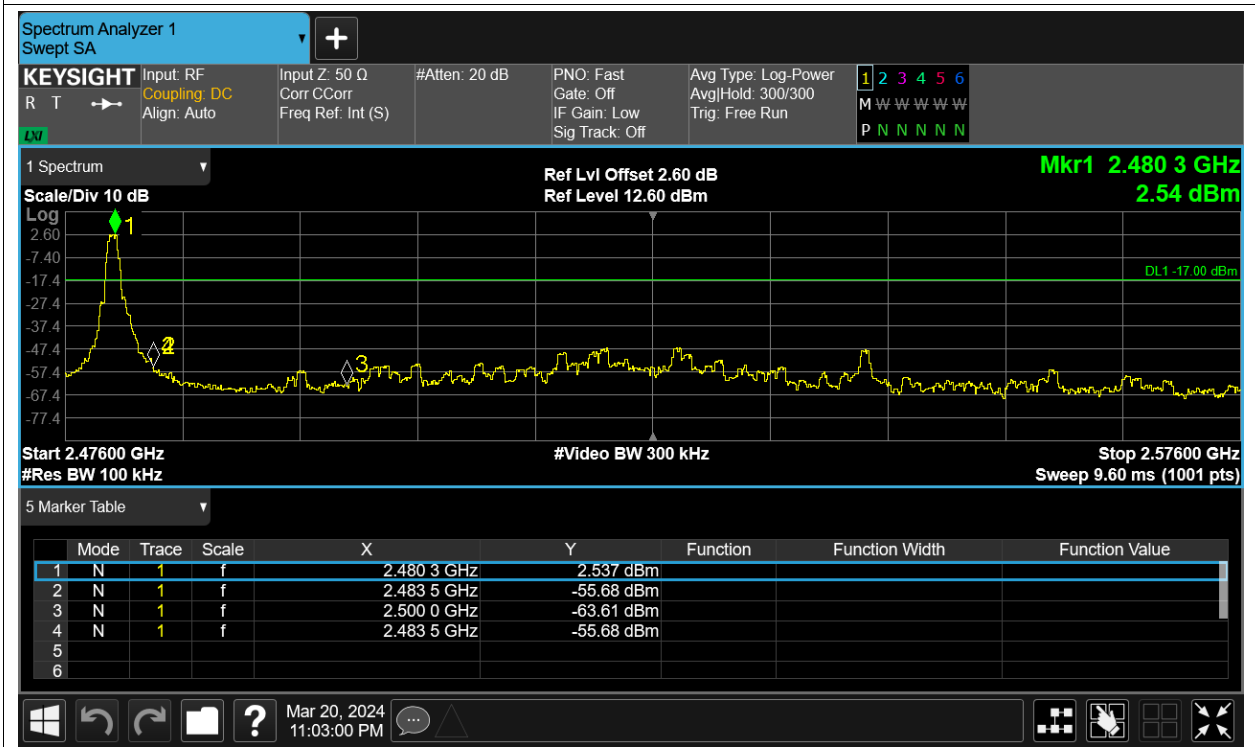 Spectrum Analyzer 1
Swept SA
+
KEYSIGHT
R T
LXI
Input: RF
Coupling: DC
Align: Auto
Input Z: 50 Ω
Corr CCorr
Freq Ref: Int (S)
#Atten: 20 dB
PNO: Fast
Gate: Off
IF Gain: Low
Sig Track: Off
Avg Type: Log-Power
Avg|Hold: 300/300
Trig: Free Run
1 2 3 4 5 6
M W W W W W
P N N N N N
1 Spectrum
Scale/Div 10 dB
Ref Lvl Offset 2.60 dB
Ref Level 12.60 dBm
Mkr1 2.480 3 GHz
2.54 dBm
Log
1
2.60
-7.40
DL1 -17.00 dBm
-17.4
-27.4
-37.4
-47.4
-57.4
3
-67.4
-77.4
Start 2.47600 GHz
#Video BW 300 kHz
Stop 2.57600 GHz
#Res BW 100 kHz
Sweep 9.60 ms (1001 pts)
5 Marker Table
Mode Trace Scale X Y Function Function Width Function Value
1 N 1 f 2.480 3 GHz 2.537 dBm
2 N 1 f 2.483 5 GHz -55.68 dBm
3 N 1 f 2.500 0 GHz -63.61 dBm
4 N 1 f 2.483 5 GHz -55.68 dBm
5
6
?
Mar 20, 2024
11:03:00 PM